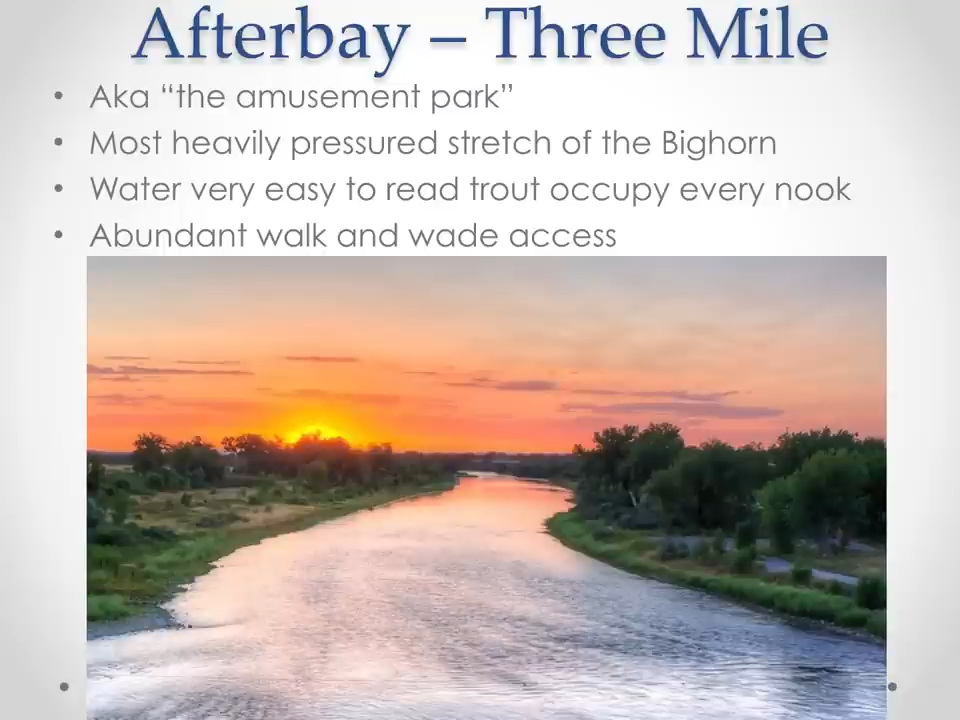 Afterbay – Three Mile
• Aka “the amusement park”
• Most heavily pressured stretch of the Bighorn
• Water very easy to read trout occupy every nook
• Abundant walk and wade access